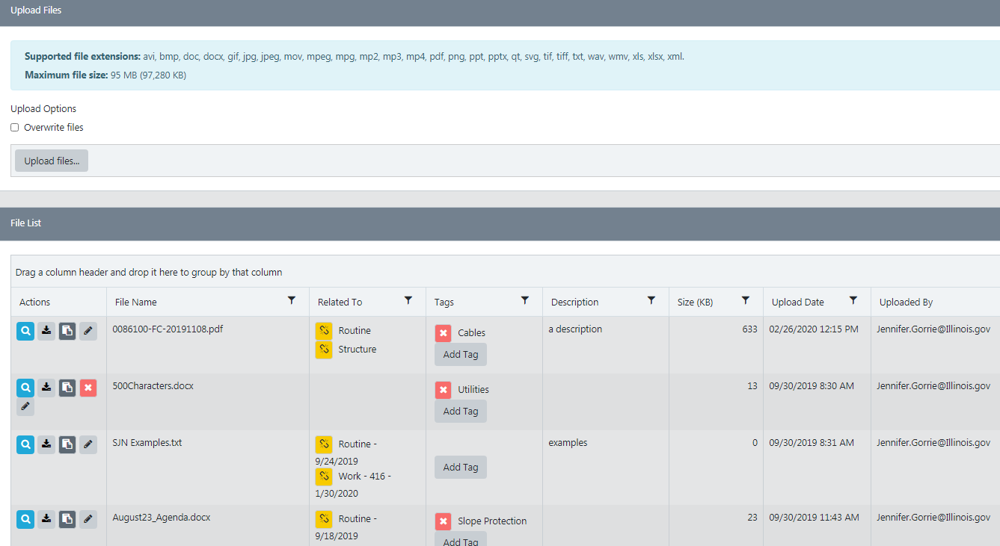 Upload Files
Supported file extensions: avi, bmp, doc, docx, gif, jpg, jpeg, mov, mpeg, mpg, mp2, mp3, mp4, pdf, png, ppt, pptx, qt, svg, tif, tiff, txt, wav, wmv, xls, xlsx, xml.
Maximum file size: 95 MB (97,280 KB)
Upload Options
Overwrite files
Upload files...
File List
Drag a column header and drop it here to group by that column
Actions File Name Related To Tags Description Size (KB) Upload Date Uploaded By
0086100-FC-20191108.pdf Routine Cables a description 633 02/26/2020 12:15 PM Jennifer.Gorrie@Illinois.gov
Structure Add Tag
500Characters.docx Utilities 13 09/30/2019 8:30 AM Jennifer.Gorrie@Illinois.gov
Add Tag
SJN Examples.txt Routine - examples 0 09/30/2019 8:31 AM Jennifer.Gorrie@Illinois.gov
9/24/2019 Add Tag
Work - 416 -
1/30/2020
August23_Agenda.docx Routine - Slope Protection 23 09/30/2019 11:43 AM Jennifer.Gorrie@Illinois.gov
9/18/2019 Add Tag